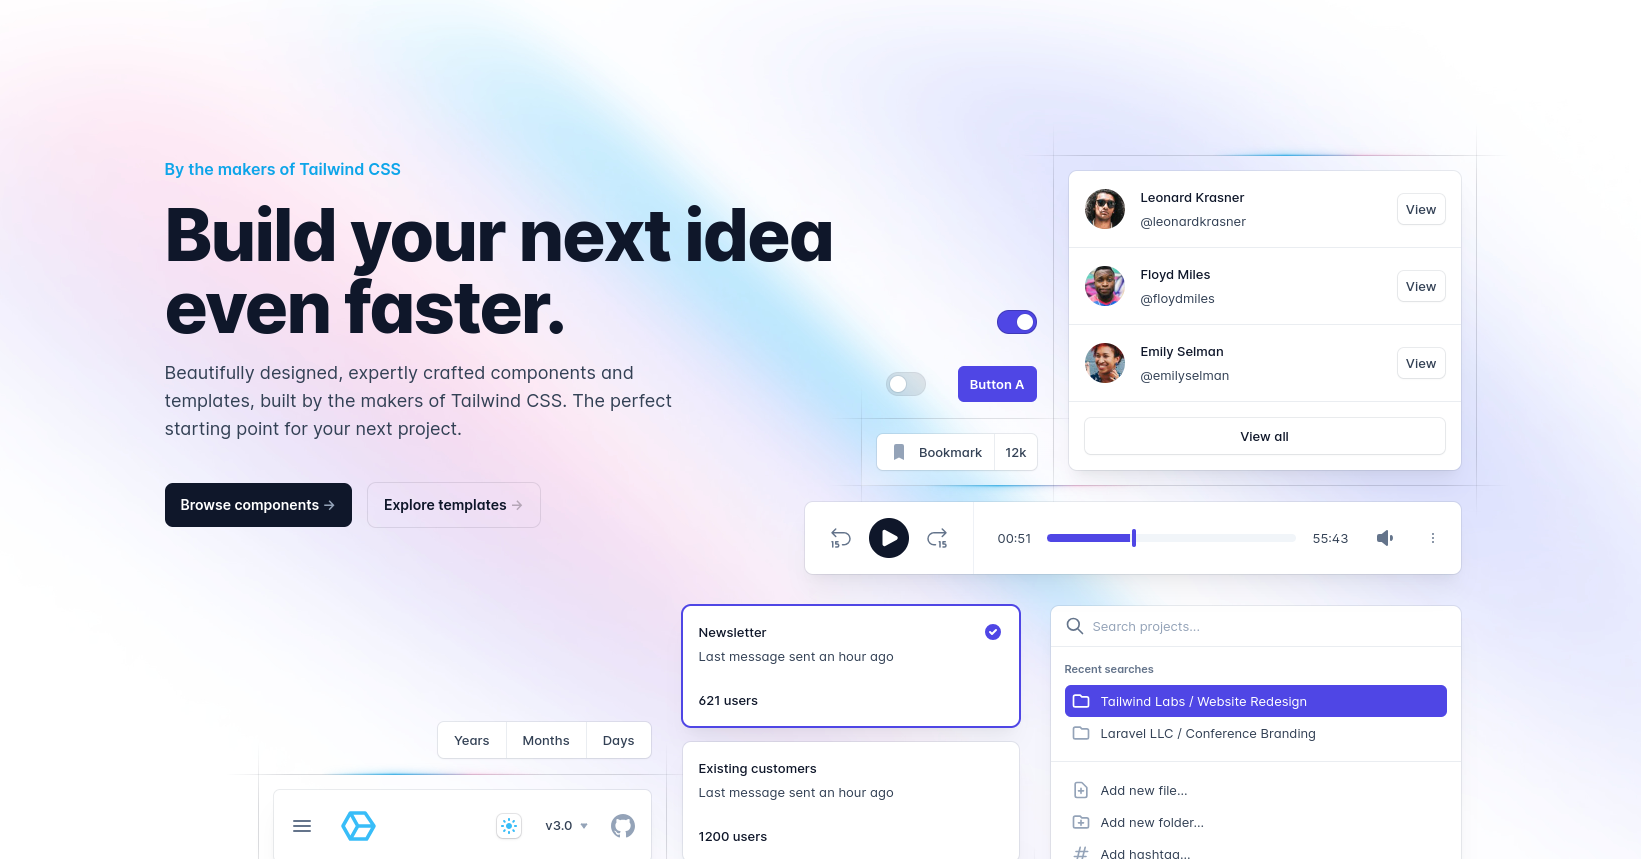 By the makers of Tailwind CSS
Build your next idea
even faster.
Beautifully designed, expertly crafted components and
templates, built by the makers of Tailwind CSS. The perfect
starting point for your next project.
Browse components →
Explore templates →
Leonard Krasner
@leonardkrasner
View
Floyd Miles
@floydmiles
View
Emily Selman
@emilyselman
View
View all
Button A
Bookmark
12k
15
15
00:51
55:43
Newsletter
Last message sent an hour ago
621 users
Existing customers
Last message sent an hour ago
1200 users
Search projects...
Recent searches
Tailwind Labs / Website Redesign
Laravel LLC / Conference Branding
Add new file...
Add new folder...
Add hashtag...
Years
Months
Days
v3.0